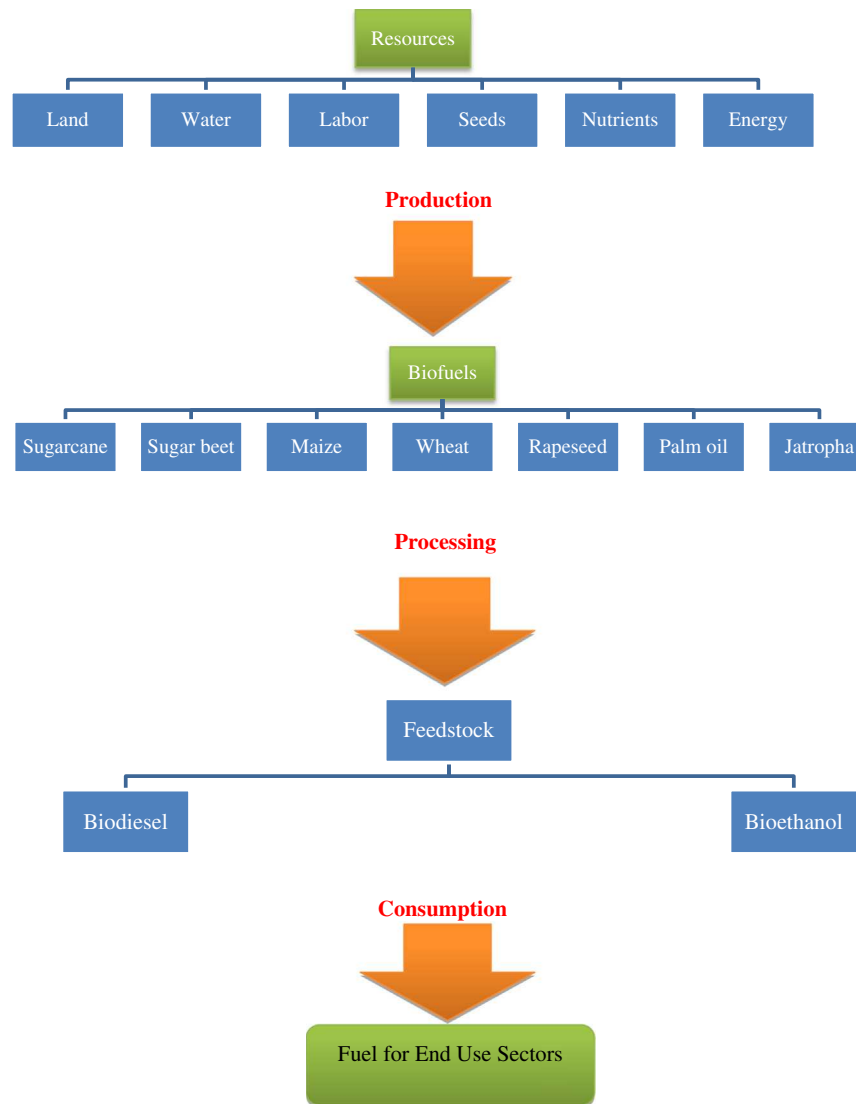 Resources
Land Water Labor Seeds Nutrients Energy
Production
Biofuels
Sugarcane Sugar beet Maize Wheat Rapeseed Palm oil Jatropha
Processing
Feedstock
Biodiesel Bioethanol
Consumption
Fuel for End Use Sectors